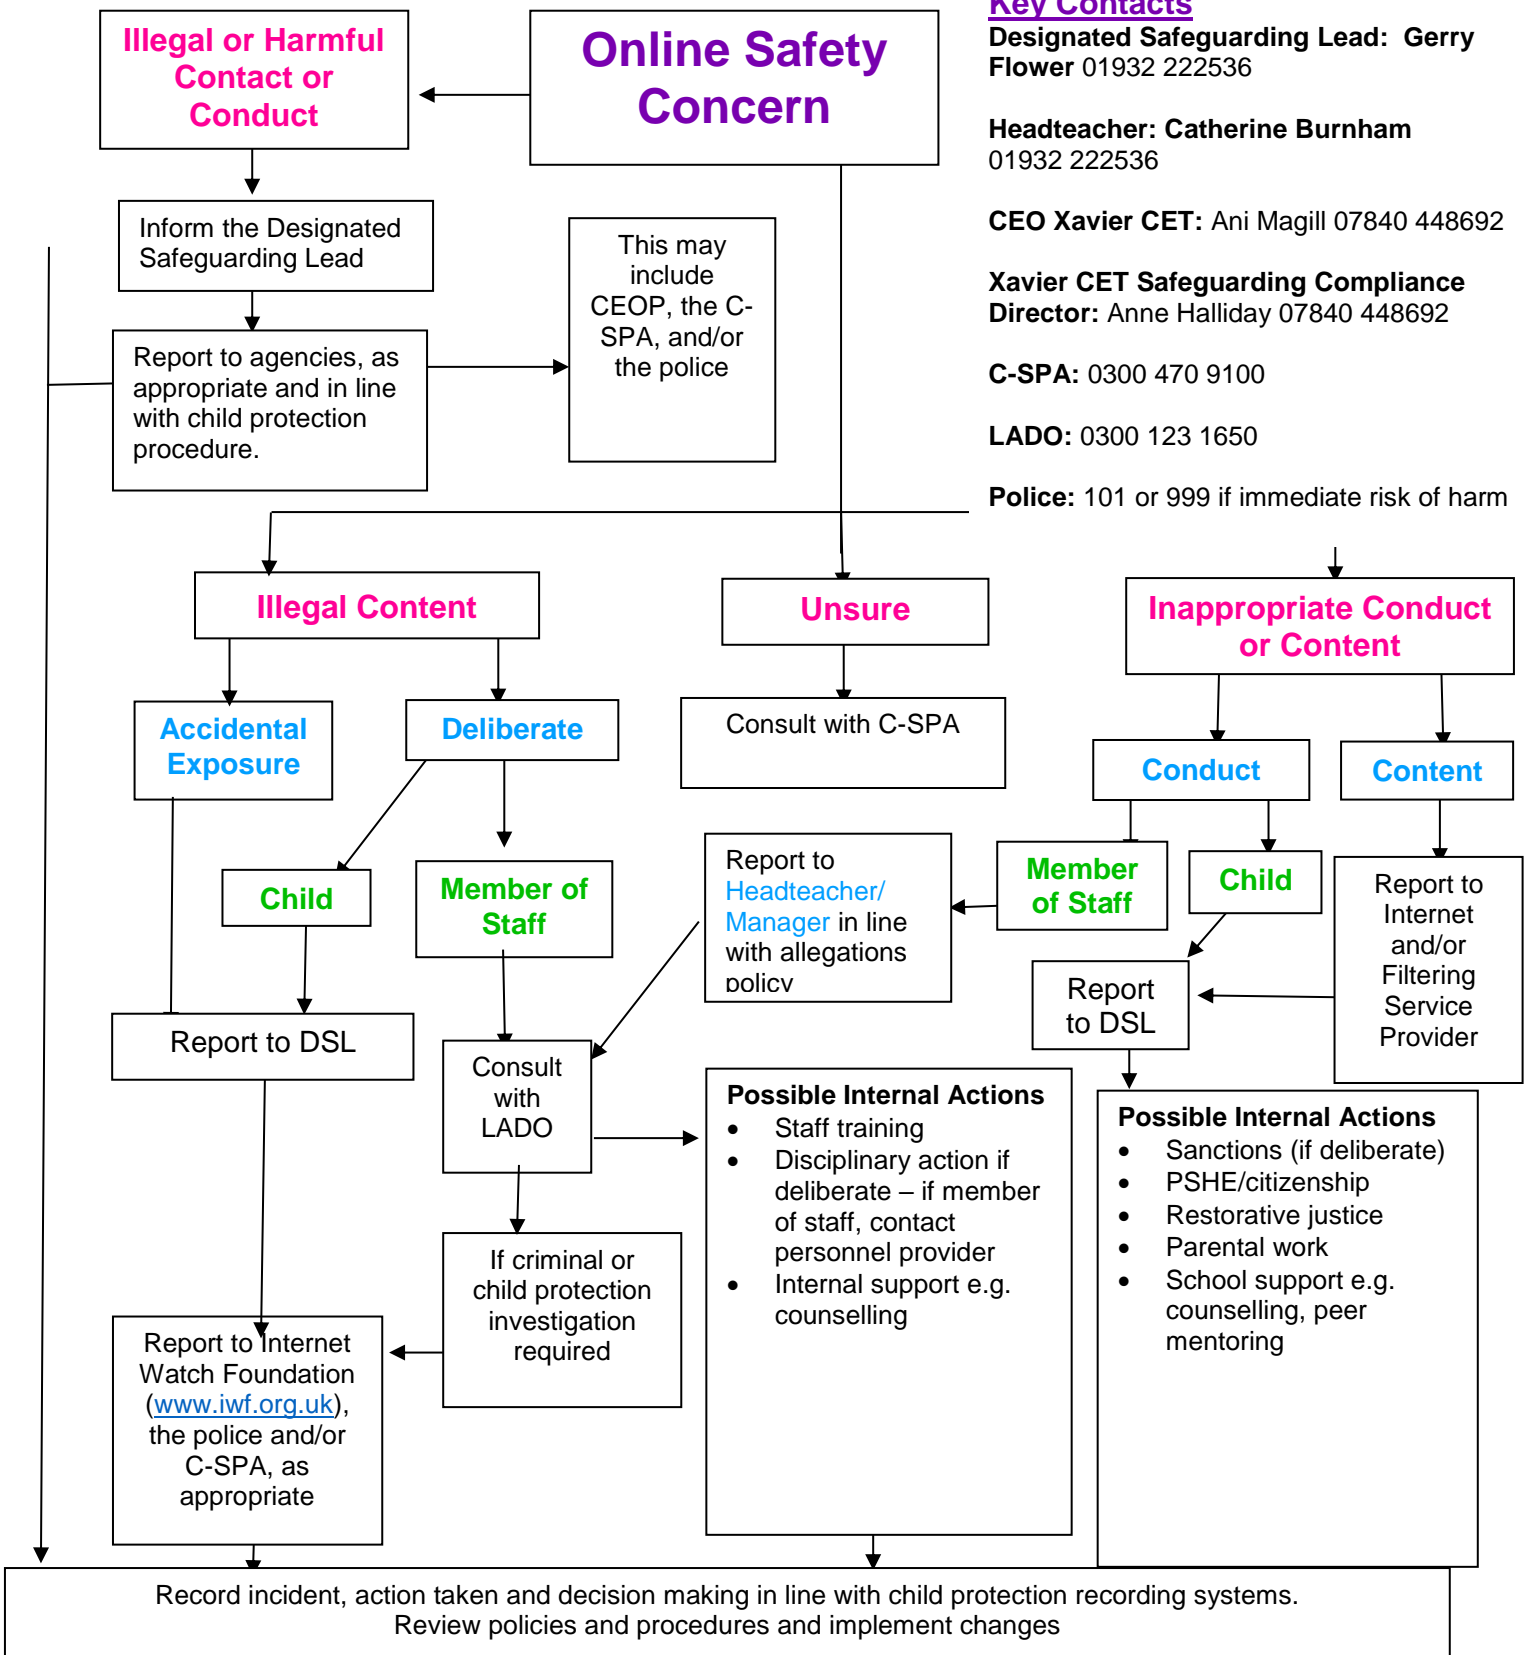 Key Contacts
Designated Safeguarding Lead:  Gerry
Flower 01932 222536
Headteacher: Catherine Burnham
01932 222536
CEO Xavier CET: Ani Magill 07840 448692
Xavier CET Safeguarding Compliance
Director: Anne Halliday 07840 448692
C-SPA: 0300 470 9100
LADO: 0300 123 1650
Police: 101 or 999 if immediate risk of harm
Online Safety
Concern
Illegal or Harmful
Contact or
Conduct
Inform the Designated
Safeguarding Lead
Report to agencies, as
appropriate and in line
with child protection
procedure.
This may
include
CEOP, the C-
SPA, and/or
the police
Illegal Content
Unsure
Inappropriate Conduct
or Content
Accidental
Exposure
Deliberate
Consult with C-SPA
Conduct
Content
Child
Member of
Staff
Report to
Headteacher/
Manager in line
with allegations
policy
Member
of Staff
Child
Report to
Internet
and/or
Filtering
Service
Provider
Report to DSL
Consult
with
LADO
Report
to DSL
If criminal or
child protection
investigation
required
Possible Internal Actions
• Staff training
• Disciplinary action if
deliberate – if member
of staff, contact
personnel provider
• Internal support e.g.
counselling
Possible Internal Actions
• Sanctions (if deliberate)
• PSHE/citizenship
• Restorative justice
• Parental work
• School support e.g.
counselling, peer
mentoring
Report to Internet
Watch Foundation
(www.iwf.org.uk),
the police and/or
C-SPA, as
appropriate
Record incident, action taken and decision making in line with child protection recording systems.
Review policies and procedures and implement changes